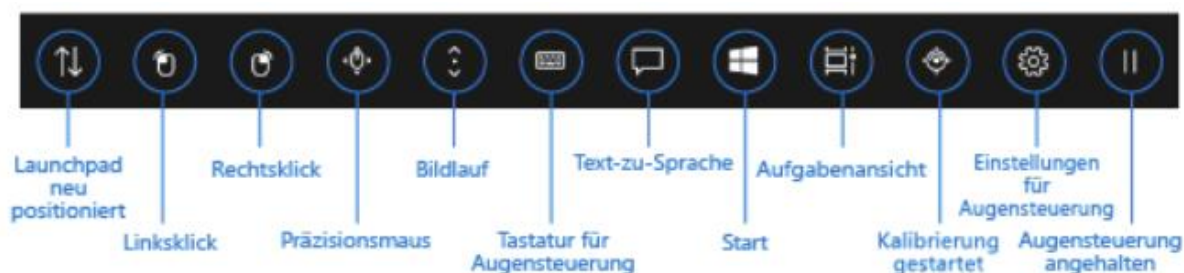 Launchpad
neu
positioniert
Linksklick
Rechtsklick
Präzisionsmaus
Bildlauf
Tastatur für
Augensteuerung
Text-zu-Sprache
Start
Aufgabenansicht
Kalibrierung
gestartet
Einstellungen
für
Augensteuerung
Augensteuerung
angehalten